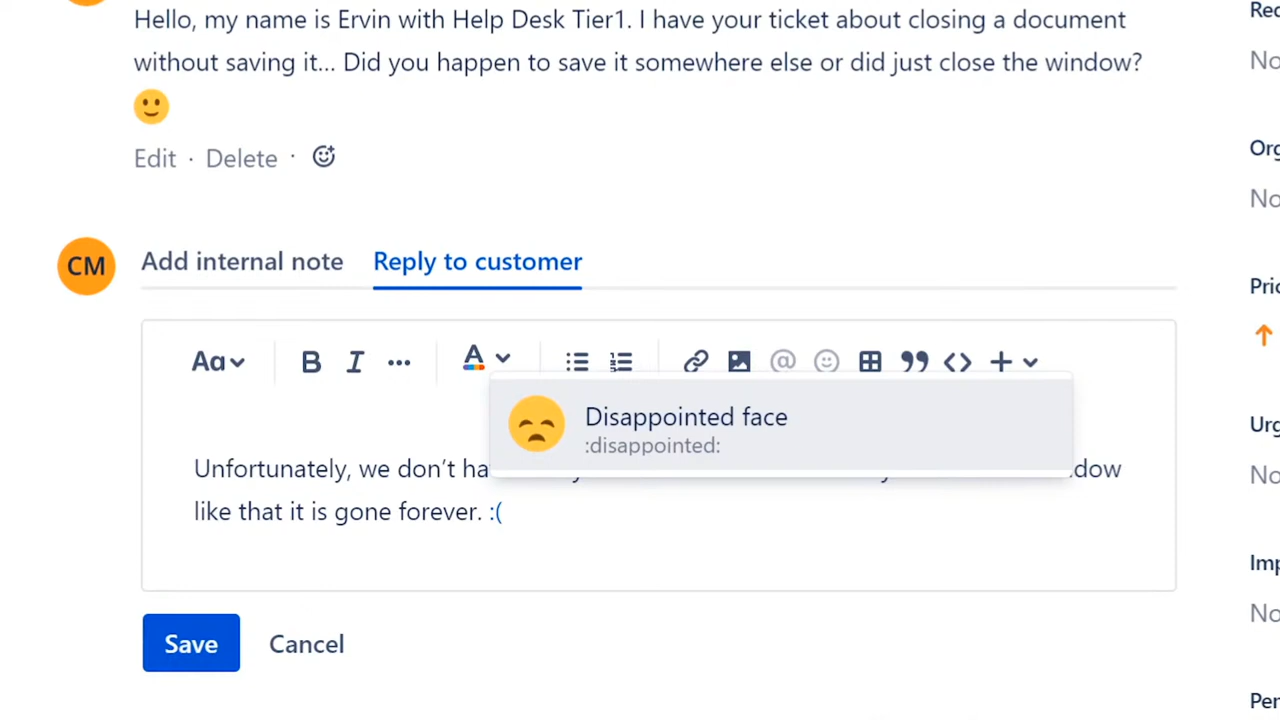 Hello, my name is Ervin with Help Desk Tier1. I have your ticket about closing a document
without saving it... Did you happen to save it somewhere else or did just close the window?
Edit · Delete ·
CM
Add internal note Reply to customer
Aa B I ··· A @
Disappointed face
:disappointed:
Unfortunately, we don't
like that it is gone forever. :(
Save Cancel